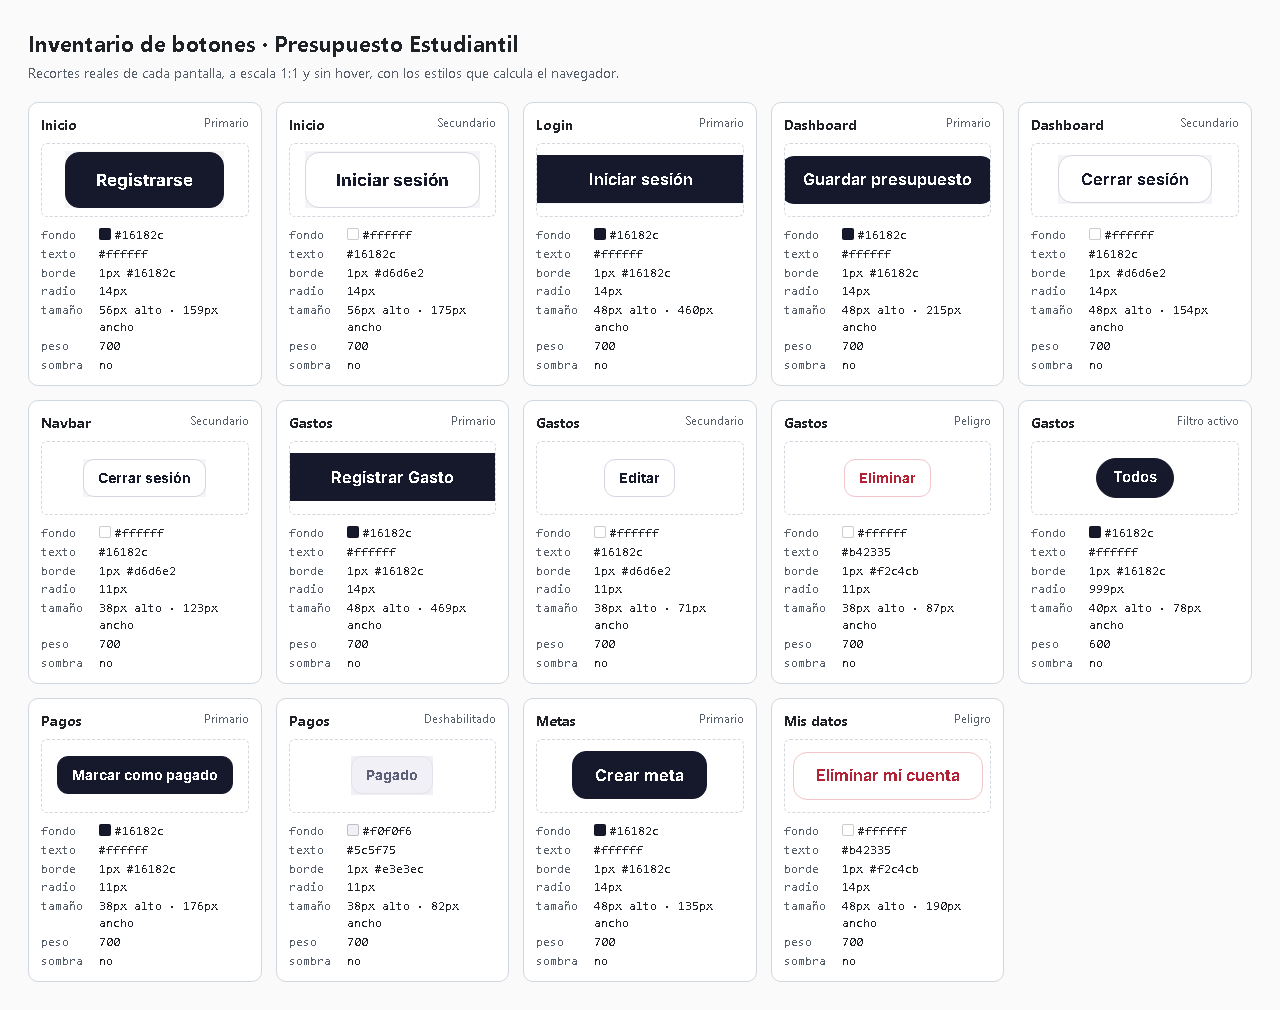 Inventario de botones · Presupuesto Estudiantil
Recortes reales de cada pantalla, a escala 1:1 y sin hover, con los estilos que calcula el navegador.
Inicio Primario
Registrarse
fondo #16182c
texto #ffffff
borde 1px #16182c
radio 14px
tamaño 56px alto · 159px
ancho
peso 700
sombra no
Inicio Secundario
Iniciar sesión
fondo #ffffff
texto #16182c
borde 1px #d6d6e2
radio 14px
tamaño 56px alto · 175px
ancho
peso 700
sombra no
Login Primario
Iniciar sesión
fondo #16182c
texto #ffffff
borde 1px #16182c
radio 14px
tamaño 48px alto · 460px
ancho
peso 700
sombra no
Dashboard Primario
Guardar presupuesto
fondo #16182c
texto #ffffff
borde 1px #16182c
radio 14px
tamaño 48px alto · 215px
ancho
peso 700
sombra no
Dashboard Secundario
Cerrar sesión
fondo #ffffff
texto #16182c
borde 1px #d6d6e2
radio 14px
tamaño 48px alto · 154px
ancho
peso 700
sombra no
Navbar Secundario
Cerrar sesión
fondo #ffffff
texto #16182c
borde 1px #d6d6e2
radio 11px
tamaño 38px alto · 123px
ancho
peso 700
sombra no
Gastos Primario
Registrar Gasto
fondo #16182c
texto #ffffff
borde 1px #16182c
radio 14px
tamaño 48px alto · 469px
ancho
peso 700
sombra no
Gastos Secundario
Editar
fondo #ffffff
texto #16182c
borde 1px #d6d6e2
radio 11px
tamaño 38px alto · 71px
ancho
peso 700
sombra no
Gastos Peligro
Eliminar
fondo #ffffff
texto #b42335
borde 1px #f2c4cb
radio 11px
tamaño 38px alto · 87px
ancho
peso 700
sombra no
Gastos Filtro activo
Todos
fondo #16182c
texto #ffffff
borde 1px #16182c
radio 999px
tamaño 40px alto · 78px
ancho
peso 600
sombra no
Pagos Primario
Marcar como pagado
fondo #16182c
texto #ffffff
borde 1px #16182c
radio 11px
tamaño 38px alto · 176px
ancho
peso 700
sombra no
Pagos Deshabilitado
Pagado
fondo #f0f0f6
texto #5c5f75
borde 1px #e3e3ec
radio 11px
tamaño 38px alto · 82px
ancho
peso 700
sombra no
Metas Primario
Crear meta
fondo #16182c
texto #ffffff
borde 1px #16182c
radio 14px
tamaño 48px alto · 135px
ancho
peso 700
sombra no
Mis datos Peligro
Eliminar mi cuenta
fondo #ffffff
texto #b42335
borde 1px #f2c4cb
radio 14px
tamaño 48px alto · 190px
ancho
peso 700
sombra no